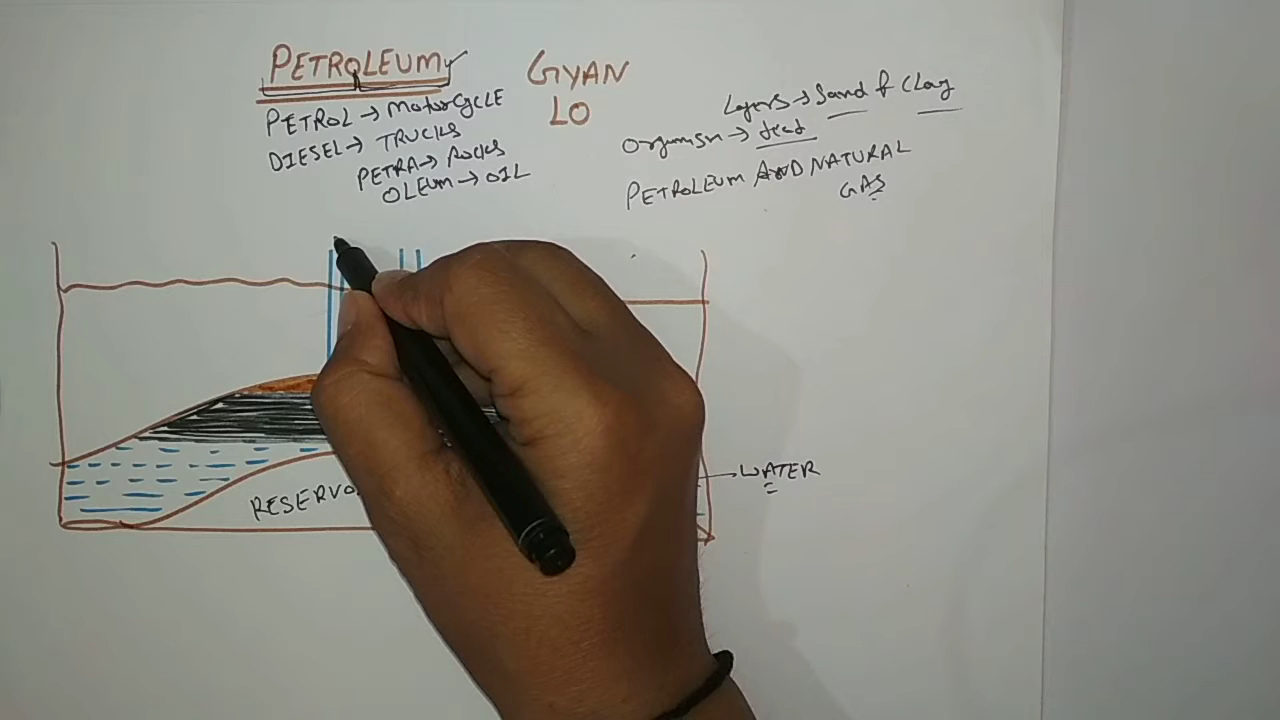 PETROLEUM
GYAN
LO
PETROL → MOTORCYCLE
DIESEL → TRUCKS
PETRA → ROCKS
OLEUM → OIL
Layers → Sand & Clay
Organism → dead
PETROLEUM AND NATURAL
GAS
WATER